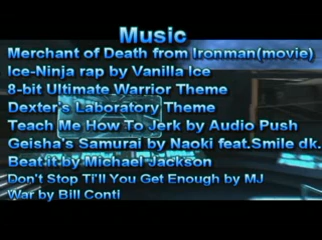 Music
Merchant of Death from Ironman(movie)
Ice-Ninja rap by Vanilla Ice
8-bit Ultimate Warrior Theme
Dexter's Laboratory Theme
Teach Me How To Jerk by Audio Push
Geisha's Samurai by Naoki feat.Smile dk.
Beat.it by Michael Jackson
Don't Stop Ti'll You Get Enough by MJ
War by Bill Conti